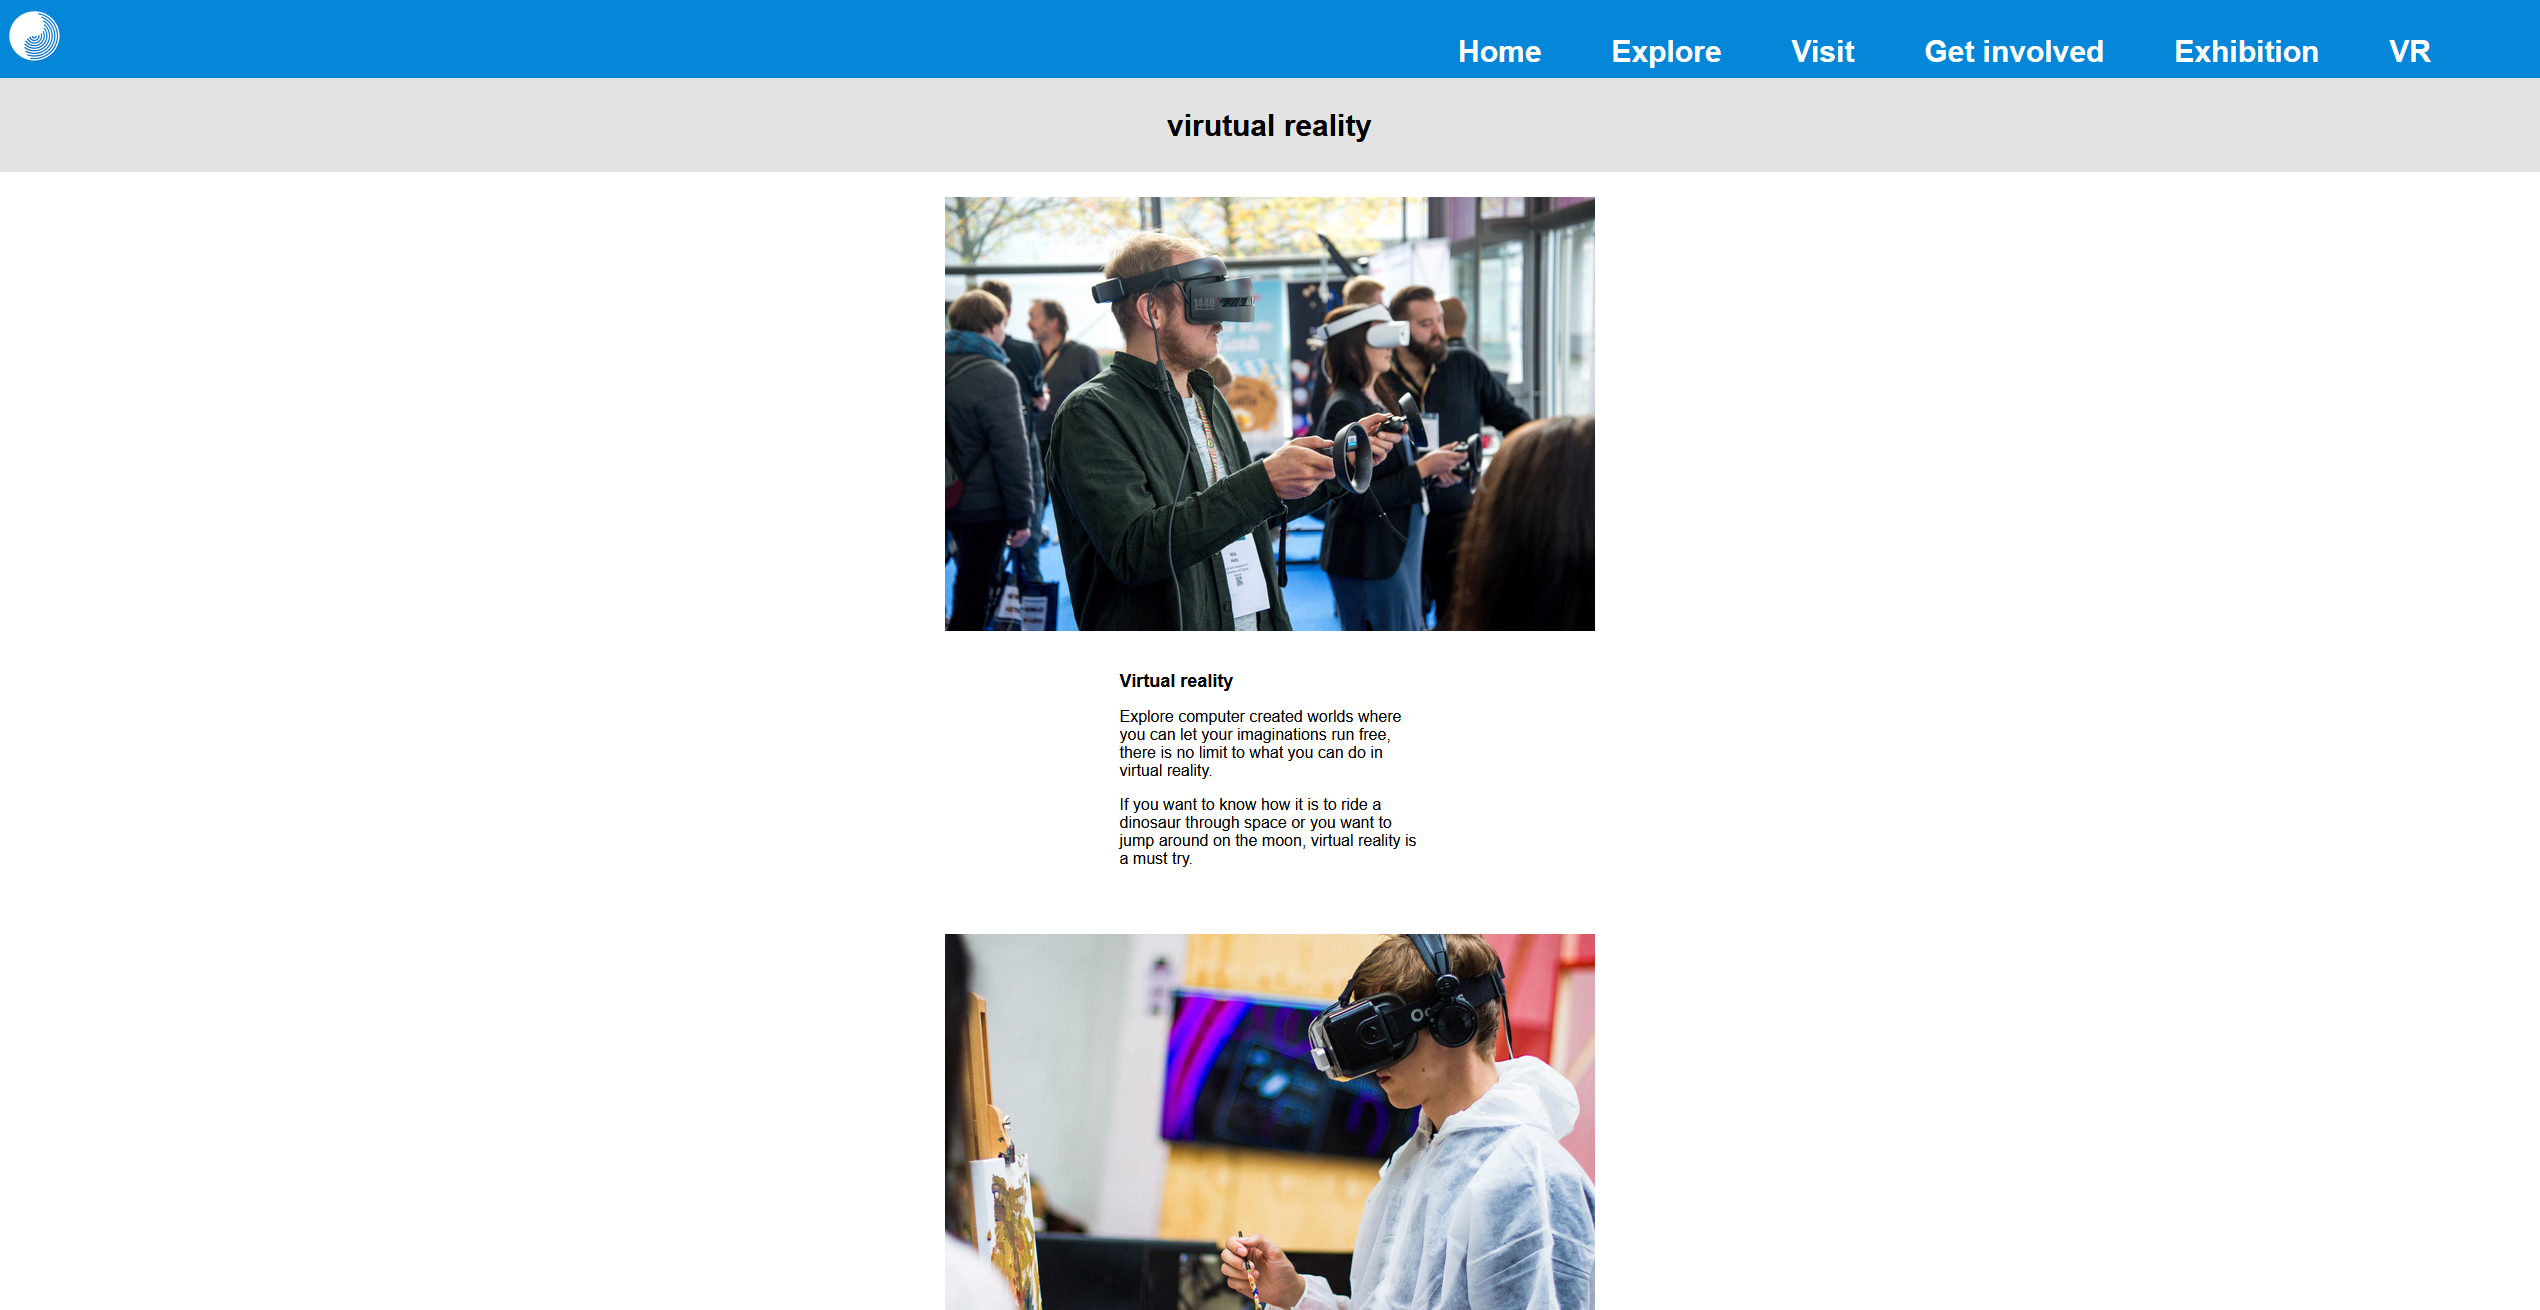 Home Explore Visit Get involved Exhibition VR
virutual reality
1440
Virtual reality
Explore computer created worlds where
you can let your imaginations run free,
there is no limit to what you can do in
virtual reality.
If you want to know how it is to ride a
dinosaur through space or you want to
jump around on the moon, virtual reality is
a must try.